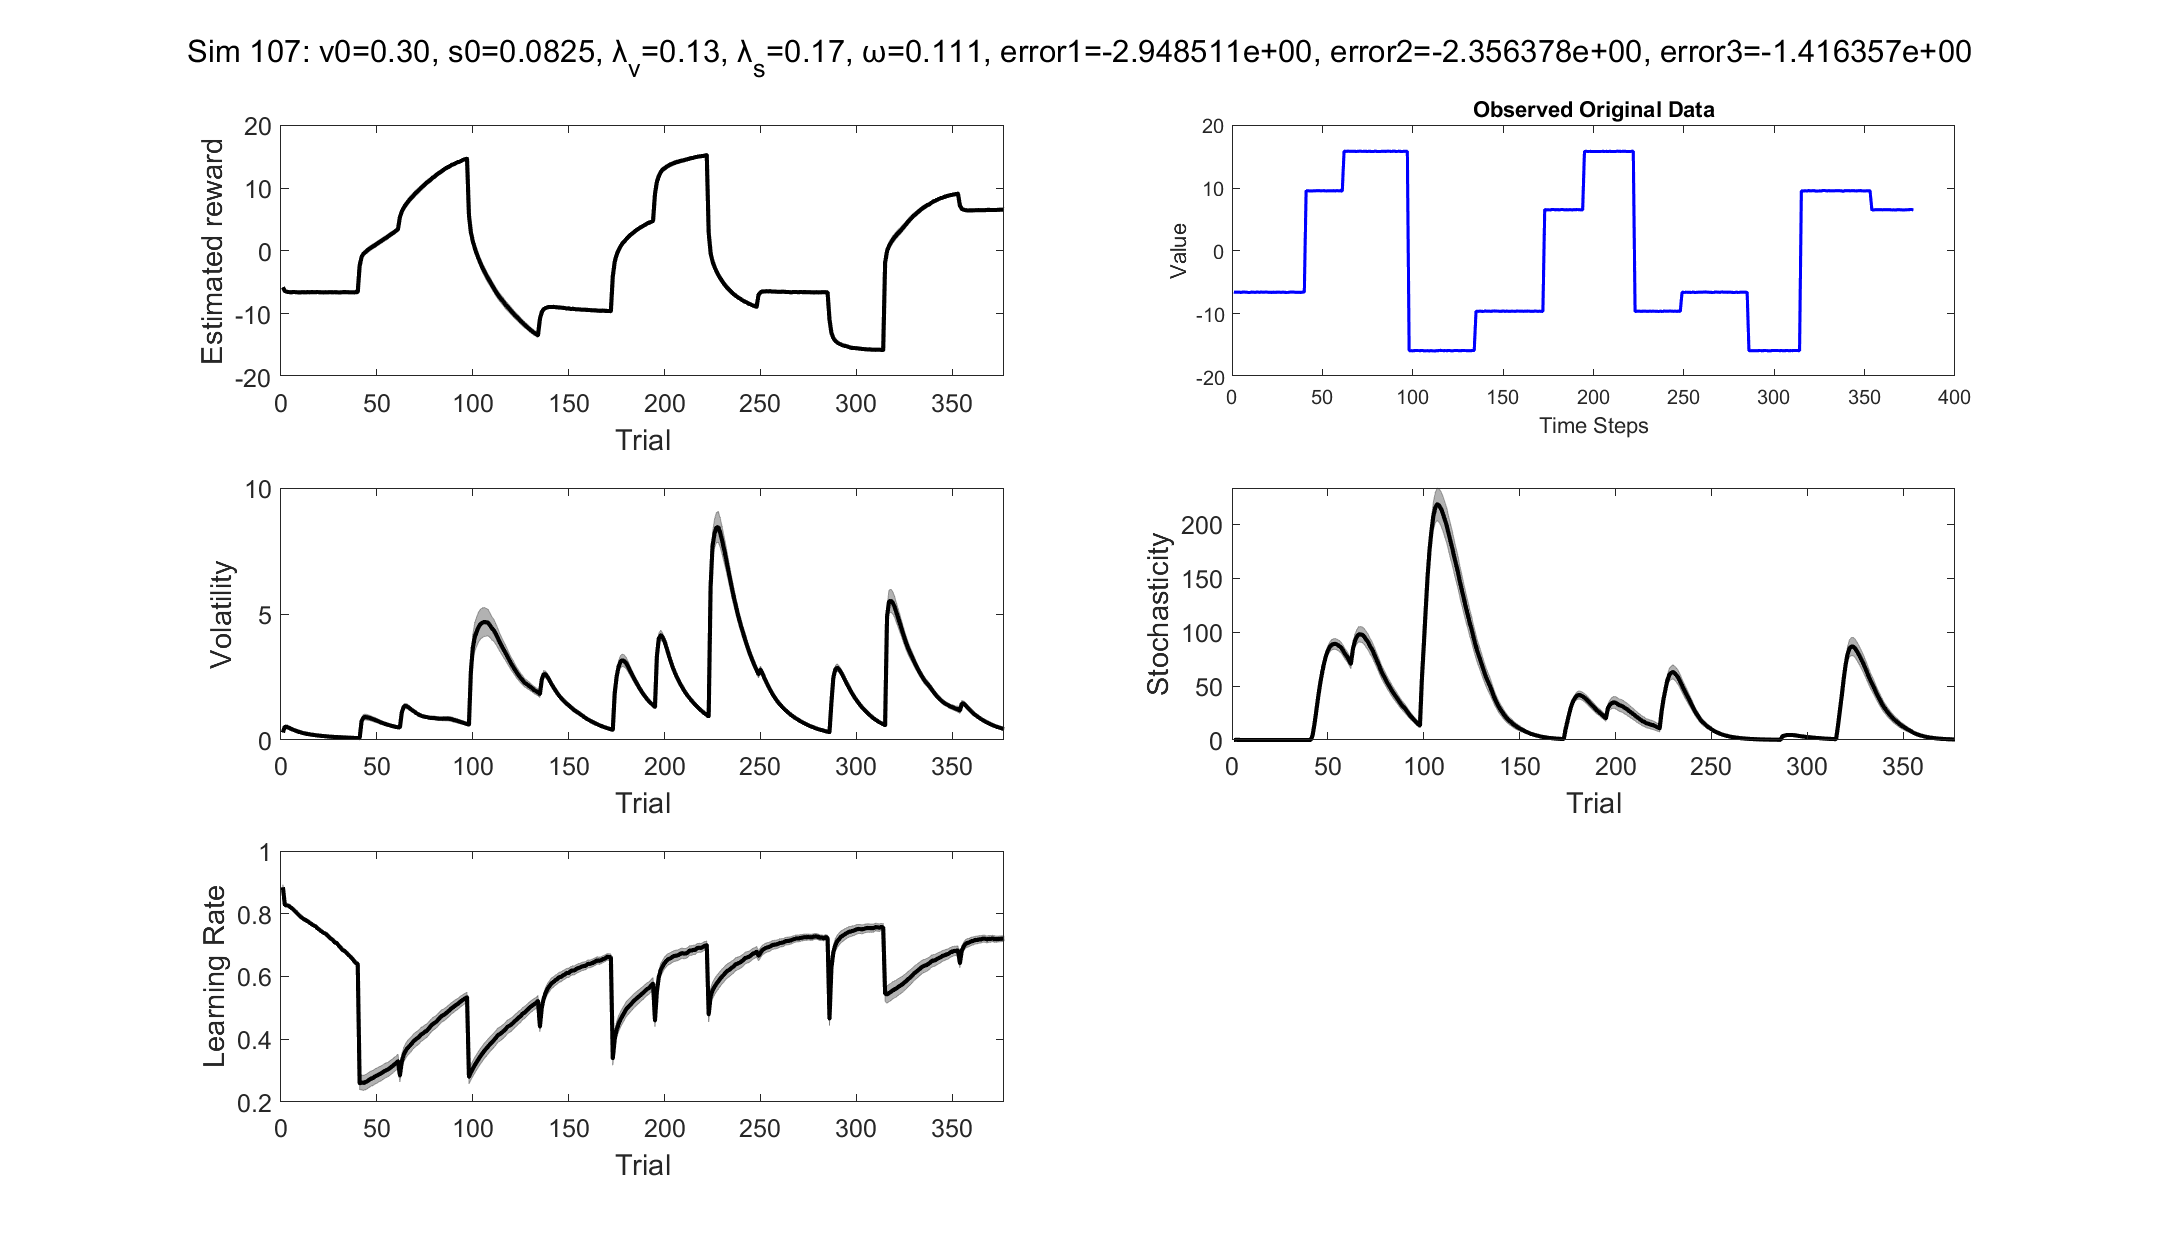 Sim 107: v0=0.30, s0=0.0825, λ_v=0.13, λ_s=0.17, ω=0.111, error1=-2.948511e+00, error2=-2.356378e+00, error3=-1.416357e+00
Estimated reward
20
10
0
-10
-20
0 50 100 150 200 250 300 350
Trial
Observed Original Data
Value
20
10
0
-10
-20
0 50 100 150 200 250 300 350 400
Time Steps
Volatility
10
5
0
0 50 100 150 200 250 300 350
Trial
Stochasticity
200
150
100
50
0
0 50 100 150 200 250 300 350
Trial
Learning Rate
1
0.8
0.6
0.4
0.2
0 50 100 150 200 250 300 350
Trial